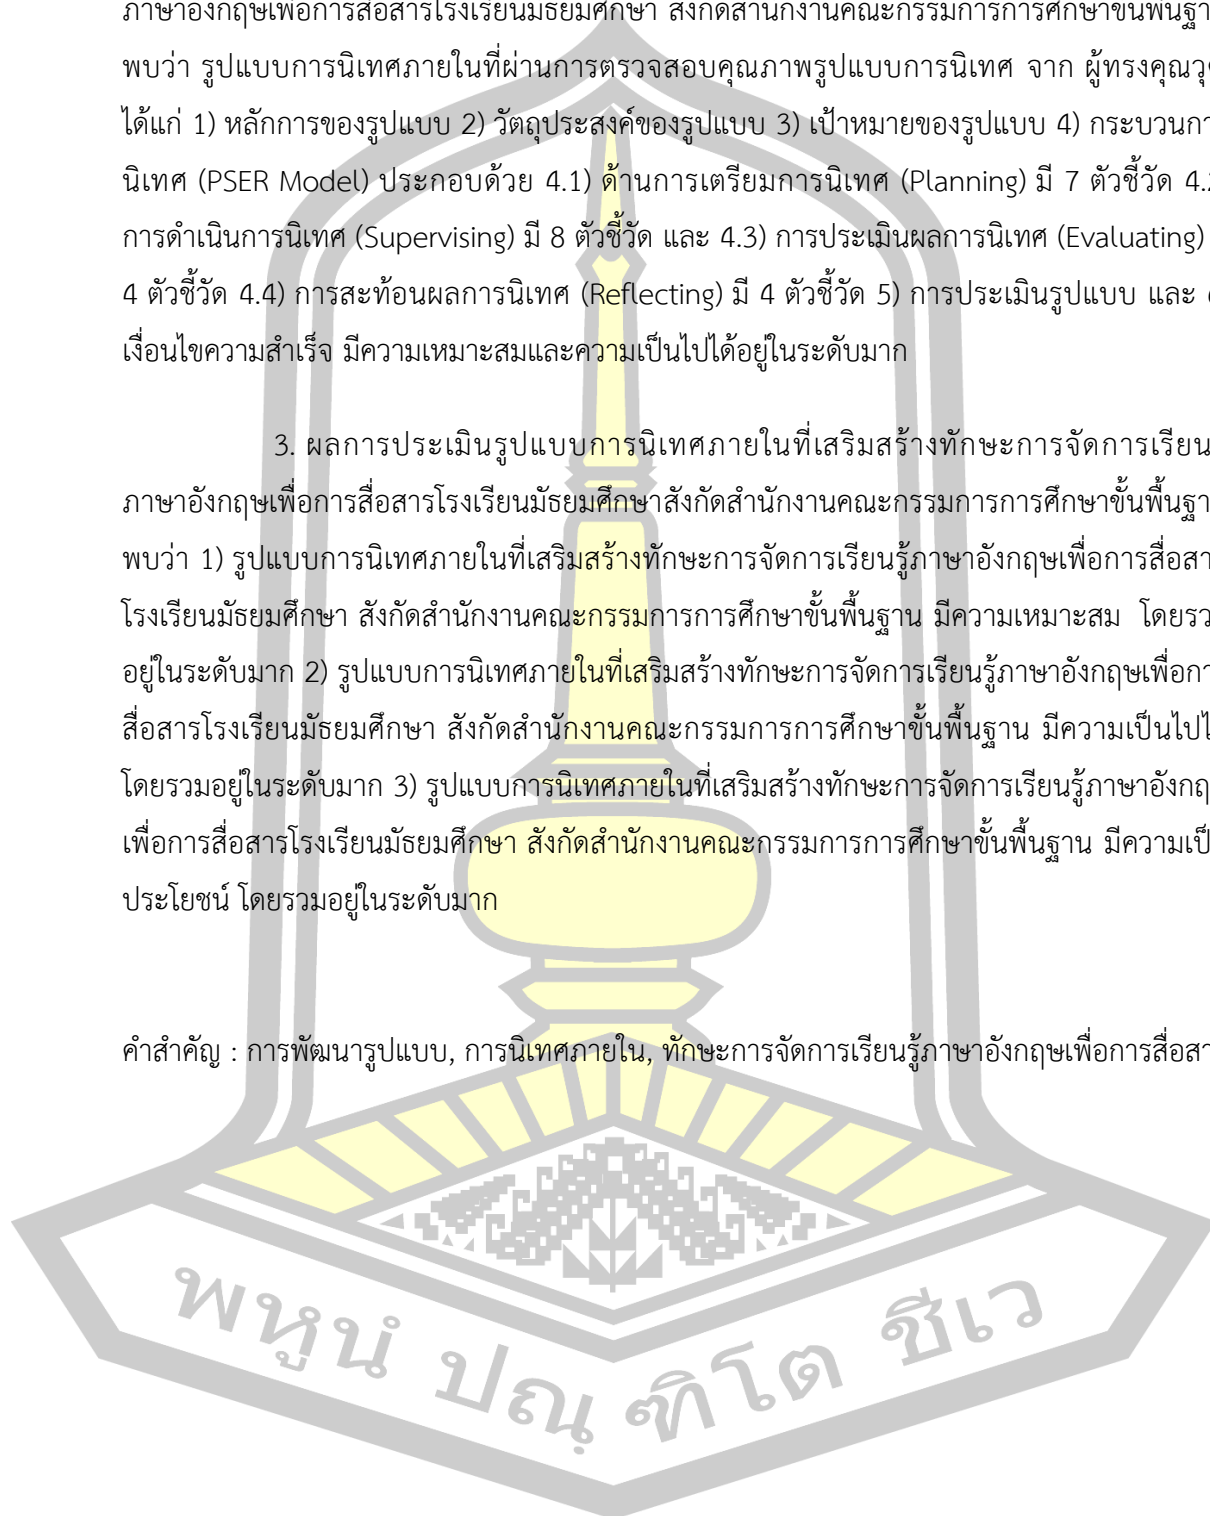 ภาษาอังกฤษเพื่อการสื่อสารโรงเรียนมัธยมศึกษา สังกัดสำนักงานคณะกรรมการการศึกษาขั้นพื้นฐา
พบว่า รูปแบบการนิเทศภายในที่ผ่านการตรวจสอบคุณภาพรูปแบบการนิเทศ จาก ผู้ทรงคุณวุ
ได้แก่ 1) หลักการของรูปแบบ 2) วัตถุประสงค์ของรูปแบบ 3) เป้าหมายของรูปแบบ 4) กระบวนกา
นิเทศ (PSER Model) ประกอบด้วย 4.1) ด้านการเตรียมการนิเทศ (Planning) มี 7 ตัวชี้วัด 4.
การดำเนินการนิเทศ (Supervising) มี 8 ตัวชี้วัด และ 4.3) การประเมินผลการนิเทศ (Evaluating)
4 ตัวชี้วัด 4.4) การสะท้อนผลการนิเทศ (Reflecting) มี 4 ตัวชี้วัด 5) การประเมินรูปแบบ และ
เงื่อนไขความสำเร็จ มีความเหมาะสมและความเป็นไปได้อยู่ในระดับมาก
3. ผลการประเมินรูปแบบการนิเทศภายในที่เสริมสร้างทักษะการจัดการเรียน
ภาษาอังกฤษเพื่อการสื่อสารโรงเรียนมัธยมศึกษาสังกัดสำนักงานคณะกรรมการการศึกษาขั้นพื้นฐา
พบว่า 1) รูปแบบการนิเทศภายในที่เสริมสร้างทักษะการจัดการเรียนรู้ภาษาอังกฤษเพื่อการสื่อสา
โรงเรียนมัธยมศึกษา สังกัดสำนักงานคณะกรรมการการศึกษาขั้นพื้นฐาน มีความเหมาะสม โดยรว
อยู่ในระดับมาก 2) รูปแบบการนิเทศภายในที่เสริมสร้างทักษะการจัดการเรียนรู้ภาษาอังกฤษเพื่อกา
สื่อสารโรงเรียนมัธยมศึกษา สังกัดสำนักงานคณะกรรมการการศึกษาขั้นพื้นฐาน มีความเป็นไปไ
โดยรวมอยู่ในระดับมาก 3) รูปแบบการนิเทศภายในที่เสริมสร้างทักษะการจัดการเรียนรู้ภาษาอังกฤ
เพื่อการสื่อสารโรงเรียนมัธยมศึกษา สังกัดสำนักงานคณะกรรมการการศึกษาขั้นพื้นฐาน มีความเป็
ประโยชน์ โดยรวมอยู่ในระดับมาก
คำสำคัญ : การพัฒนารูปแบบ, การนิเทศภายใน, ทักษะการจัดการเรียนรู้ภาษาอังกฤษเพื่อการสื่อสา
พหูนํ ปณฺฑิโต ชีเว